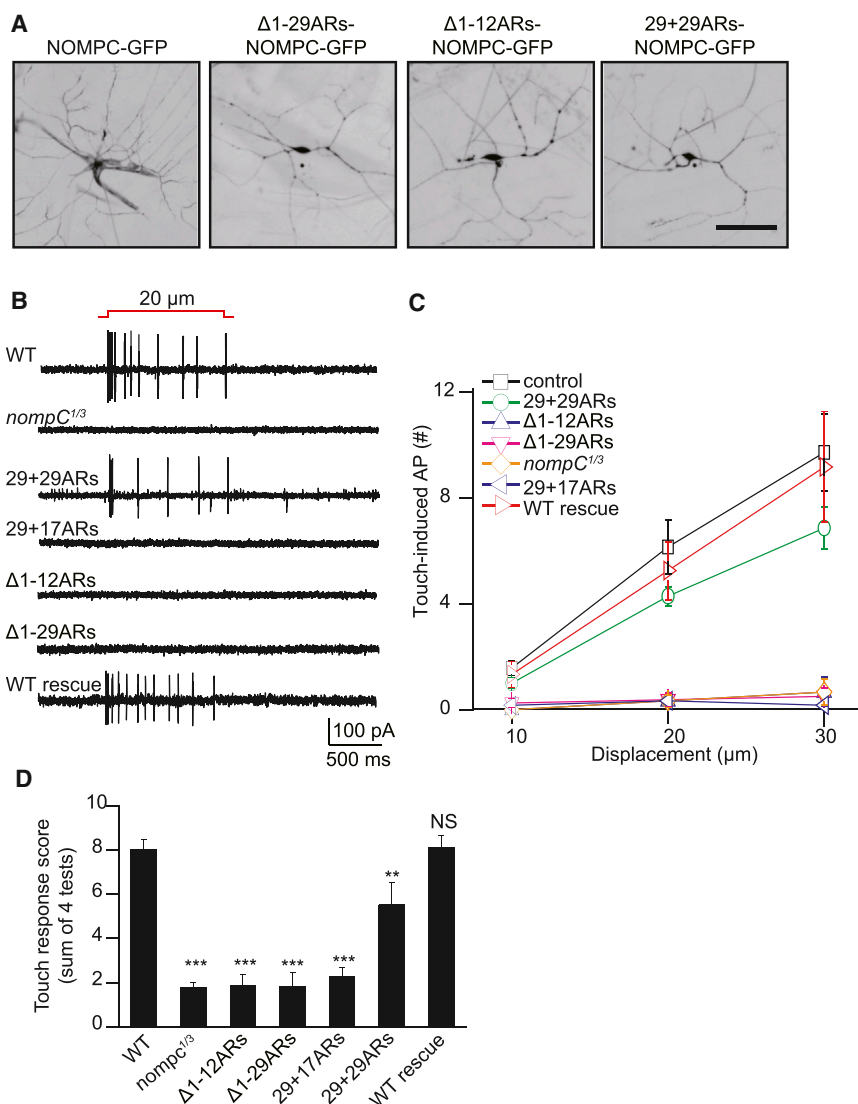 A
NOMPC-GFP
Δ1-29ARs-
NOMPC-GFP
Δ1-12ARs-
NOMPC-GFP
29+29ARs-
NOMPC-GFP
B
20 µm
WT
nompC1/3
29+29ARs
29+17ARs
Δ1-12ARs
Δ1-29ARs
WT rescue
100 pA
500 ms
C
control
29+29ARs
Δ1-12ARs
Δ1-29ARs
nompC1/3
29+17ARs
WT rescue
Touch-induced AP (#)
12
8
4
0
10
20
30
Displacement (µm)
D
Touch response score
(sum of 4 tests)
10
8
6
4
2
0
***
***
***
***
**
NS
WT
nompc1/3
Δ1-12ARs
Δ1-29ARs
29+17ARs
29+29ARs
WT rescue